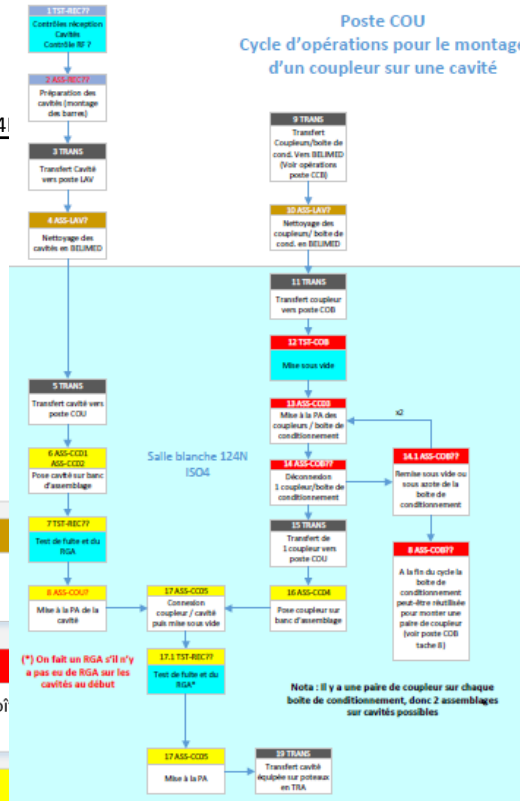 Poste COU
Cycle d'opérations pour le montage
d'un coupleur sur une cavité
1 TST-REC??
Contrôles réception
Cavités
Contrôle RF ?
2 ASS-REC??
Préparation des
cavités (montage
des barres)
3 TRANS
Transfert Cavité
vers poste LAV
4 ASS-LAV?
Nettoyage des
cavités en BELIMED
5 TRANS
Transfert cavité vers
poste COU
6 ASS-CCD1
ASS-CCD2
Pose cavité sur banc
d'assemblage
7 TST-REC??
Test de fuite et du
RGA
8 ASS-COU?
Mise à la PA de la
cavité
(*) On fait un RGA s'il n'y
a pas eu de RGA sur les
cavités au début
9 TRANS
Transfert
Coupleurs/boite de
cond. Vers BELIMED
(Voir opérations
poste CCB)
10 ASS-LAV?
Nettoyage des
coupleurs/ boite de
cond. en BELIMED
11 TRANS
Transfert coupleur
vers poste COB
12 TST-COB
Mise sous vide
13 ASS-CCD3
Mise à la PA des
coupleurs / boite de
conditionnement
x2
14 ASS-COB??
Déconnexion
1 coupleur/boite de
conditionnement
14.1 ASS-COB??
Remise sous vide ou
sous azote de la
boite de
conditionnement
8 ASS-COB??
A la fin du cycle la
boite de
conditionnement
peut-être réutilisée
pour monter une
paire de coupleur
(voir poste COB
tache 8)
15 TRANS
Transfert de
1 coupleur vers
poste COU
16 ASS-CCD4
Pose coupleur sur
banc d'assemblage
Salle blanche 124N
ISO4
17 ASS-CCD5
Connexion
coupleur / cavité
puis mise sous vide
17.1 TST-REC??
Test de fuite et du
RGA*
17 ASS-CCD5
Mise à la PA
19 TRANS
Transfert cavité
équipée sur poteaux
en TRA
Nota : Il y a une paire de coupleur sur chaque
boite de conditionnement, donc 2 assemblages
sur cavités possibles